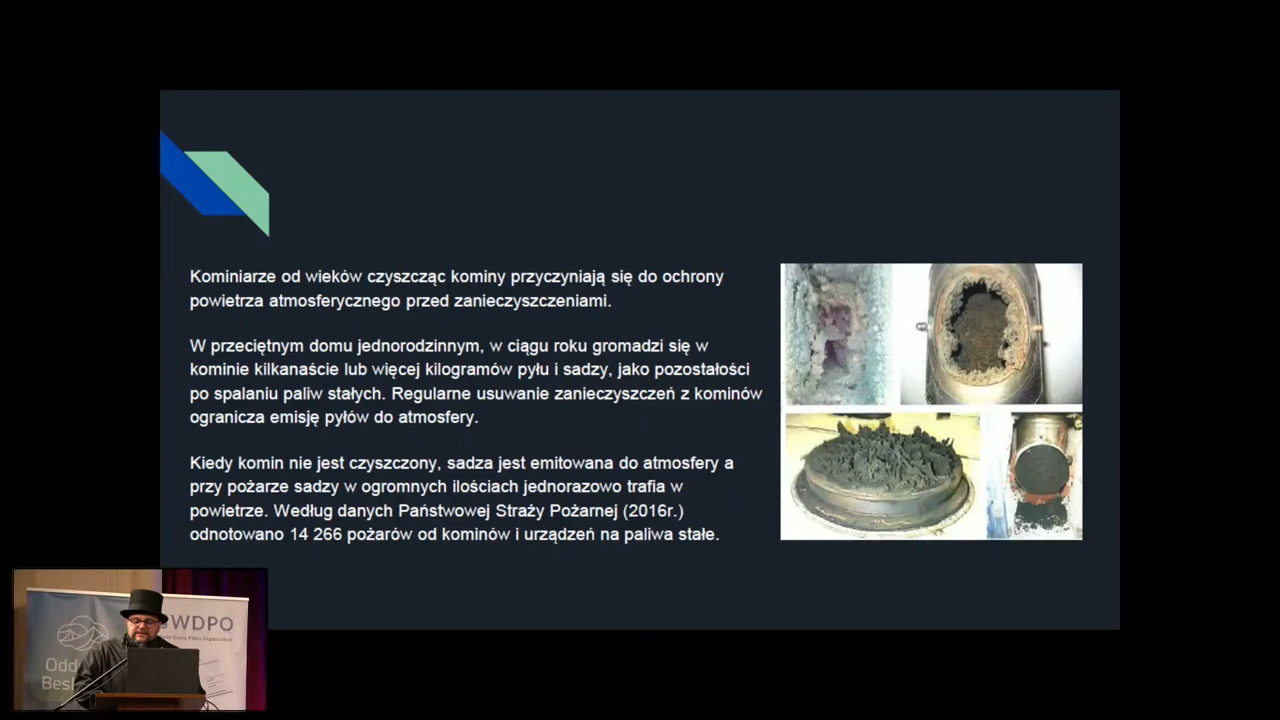 Kominiarze od wieków czyszcząc kominy przyczyniają się do ochrony
powietrza atmosferycznego przed zanieczyszczeniami.
W przeciętnym domu jednorodzinnym, w ciągu roku gromadzi się w
kominie kilkanaście lub więcej kilogramów pyłu i sadzy, jako pozostałości
po spalaniu paliw stałych. Regularne usuwanie zanieczyszczeń z kominów
ogranicza emisję pyłów do atmosfery.
Kiedy komin nie jest czyszczony, sadza jest emitowana do atmosfery a
przy pożarze sadzy w ogromnych ilościach jednorazowo trafia w
powietrze. Według danych Państwowej Straży Pożarnej (2016r.)
odnotowano 14 266 pożarów od kominów i urządzeń na paliwa stałe.
WDPO
Drone Pilots Organization
Odd
Besk